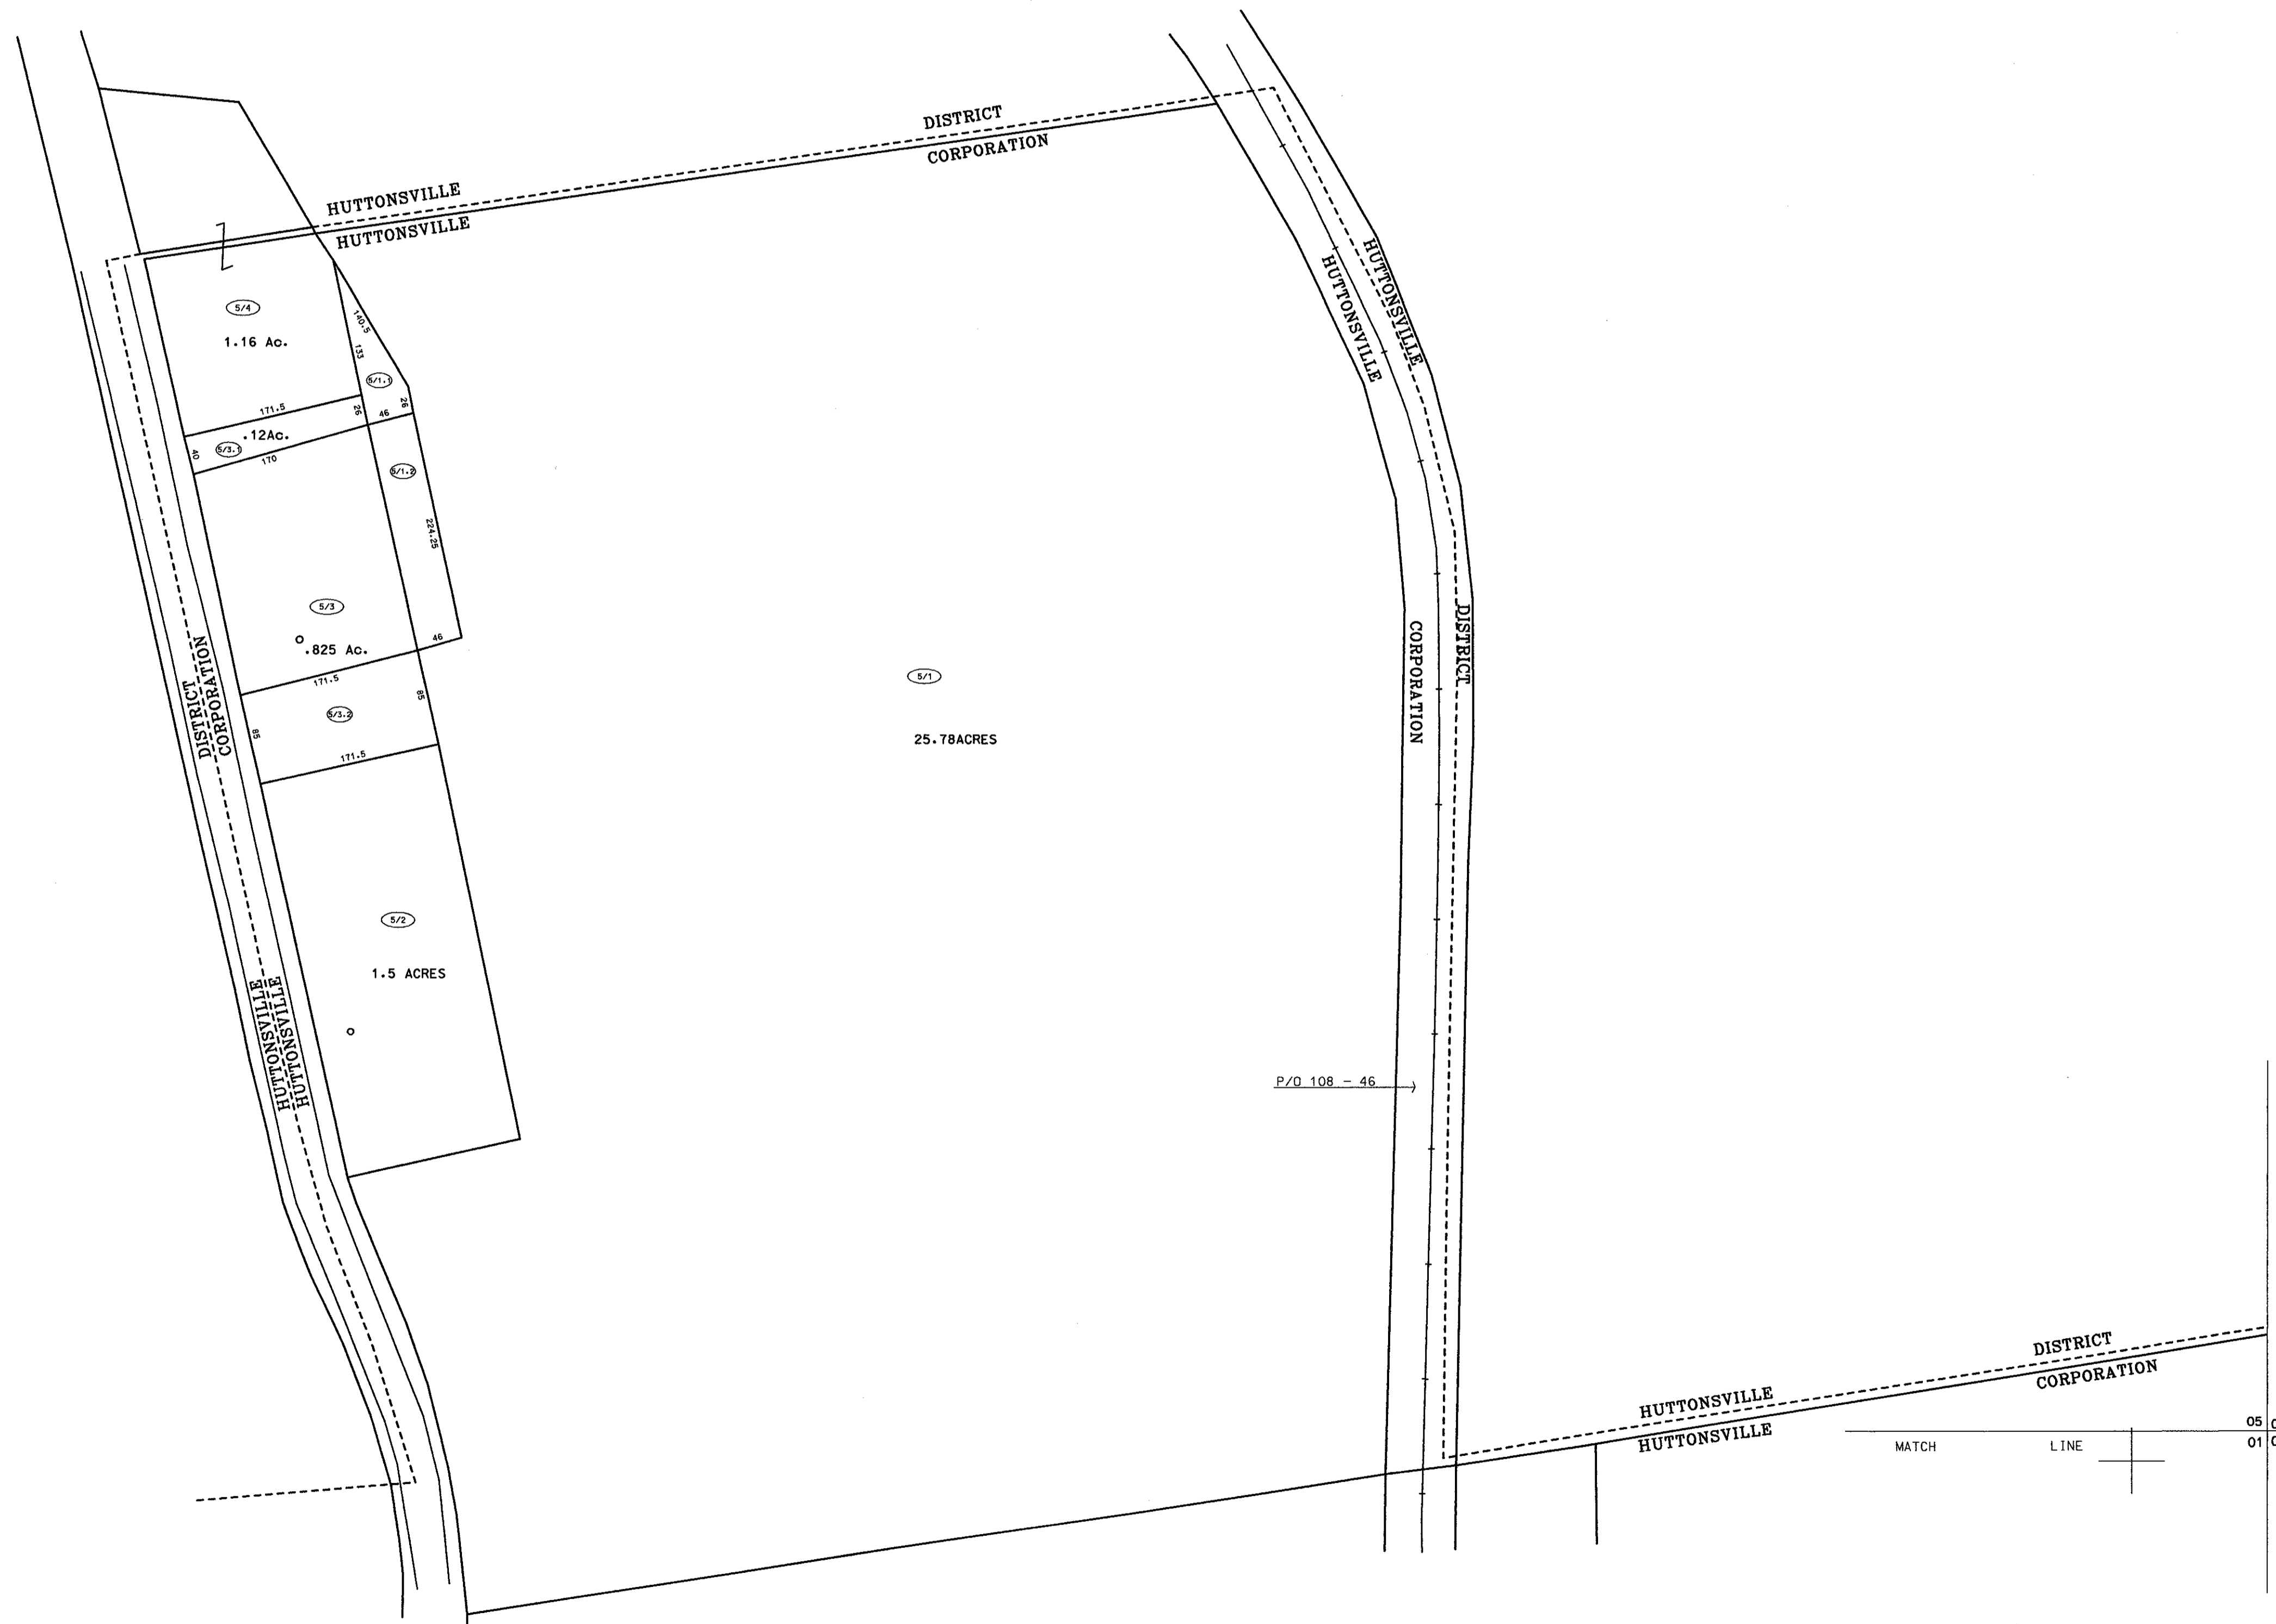 DISTRICT
CORPORATION
HUTTONSVILLE
HUTTONSVILLE
HUTTONSVILLE
HUTTONSVILLE
5/4
1.16 Ac.
140.5
133
5/1.1
26
26
46
171.5
.12Ac.
5/3.1
40
170
5/1.2
224.25
5/3
.825 Ac.
46
171.5
85
5/3.2
85
171.5
DISTRICT
CORPORATION
5/1
25.78ACRES
CORPORATION
DISTRICT
5/2
1.5 ACRES
HUTTONSVILLE
HUTTONSVILLE
P/O 108 - 46
DISTRICT
CORPORATION
HUTTONSVILLE
HUTTONSVILLE
MATCH LINE
05
01